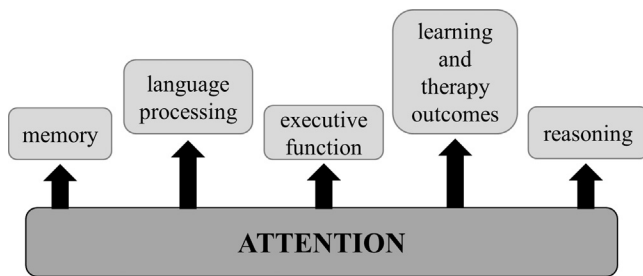 memory
language
processing
executive
function
learning
and
therapy
outcomes
reasoning
ATTENTION